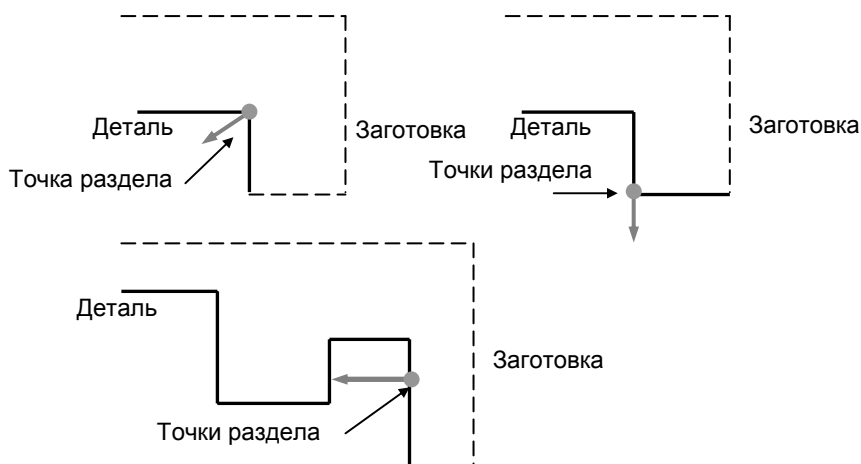 Деталь
Заготовка
Точка раздела
Деталь
Заготовка
Точки раздела
Деталь
Заготовка
Точки раздела